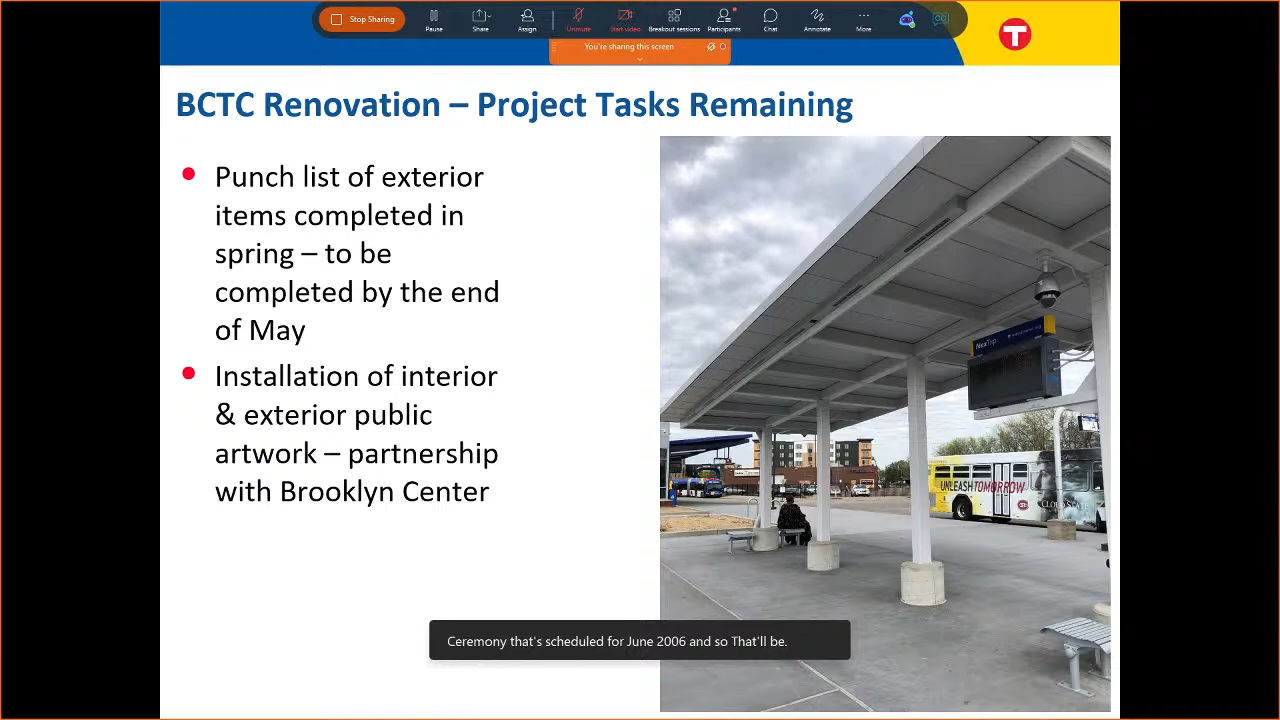 Stop Sharing
Pause
Share
Assign
Unmute
Start video
Breakout sessions
Participants
Chat
Annotate
More
CC
T
You're sharing this screen
BCTC Renovation – Project Tasks Remaining
• Punch list of exterior
items completed in
spring – to be
completed by the end
of May
• Installation of interior
& exterior public
artwork – partnership
with Brooklyn Center
NexTrip
UNLEASH TOMORROW
Ceremony that's scheduled for June 2006 and so That'll be.